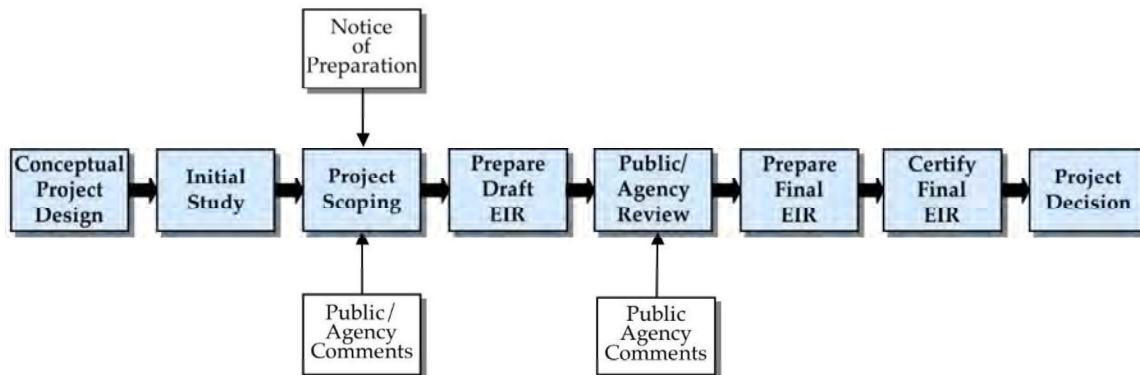 Notice
of
Preparation
Conceptual
Project
Design
Initial
Study
Project
Scoping
Prepare
Draft
EIR
Public/
Agency
Review
Prepare
Final
EIR
Certify
Final
EIR
Project
Decision
Public/
Agency
Comments
Public
Agency
Comments